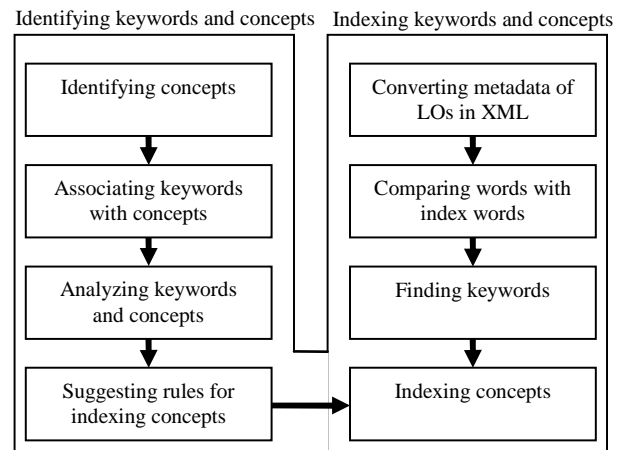 Identifying keywords and concepts
Identifying concepts
Associating keywords
with concepts
Analyzing keywords
and concepts
Suggesting rules for
indexing concepts
Indexing keywords and concepts
Converting metadata of
LOs in XML
Comparing words with
index words
Finding keywords
Indexing concepts